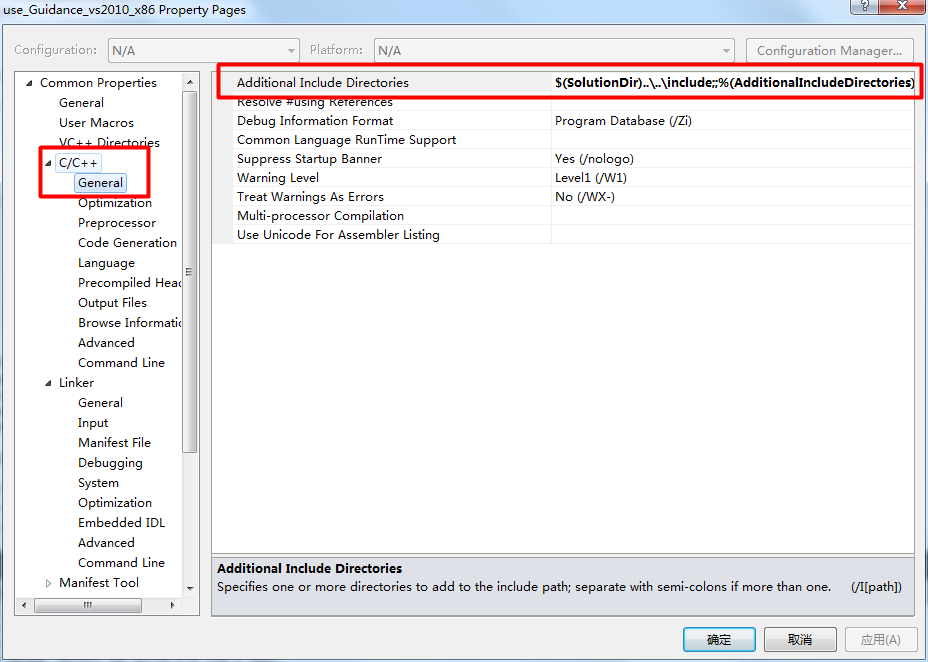 use_Guidance_vs2010_x86 Property Pages
Configuration: N/A Platform: N/A Configuration Manager...
Common Properties
General
User Macros
VC++ Directories
C/C++
General
Optimization
Preprocessor
Code Generation
Language
Precompiled Head
Output Files
Browse Informatio
Advanced
Command Line
Linker
General
Input
Manifest File
Debugging
System
Optimization
Embedded IDL
Advanced
Command Line
Manifest Tool
Additional Include Directories $(SolutionDir)..\..\include;;%(AdditionalIncludeDirectories)
Resolve #using References
Debug Information Format Program Database (/Zi)
Common Language RunTime Support
Suppress Startup Banner Yes (/nologo)
Warning Level Level1 (/W1)
Treat Warnings As Errors No (/WX-)
Multi-processor Compilation
Use Unicode For Assembler Listing
Additional Include Directories
Specifies one or more directories to add to the include path; separate with semi-colons if more than one. (/I[path])
确定 取消 应用(A)